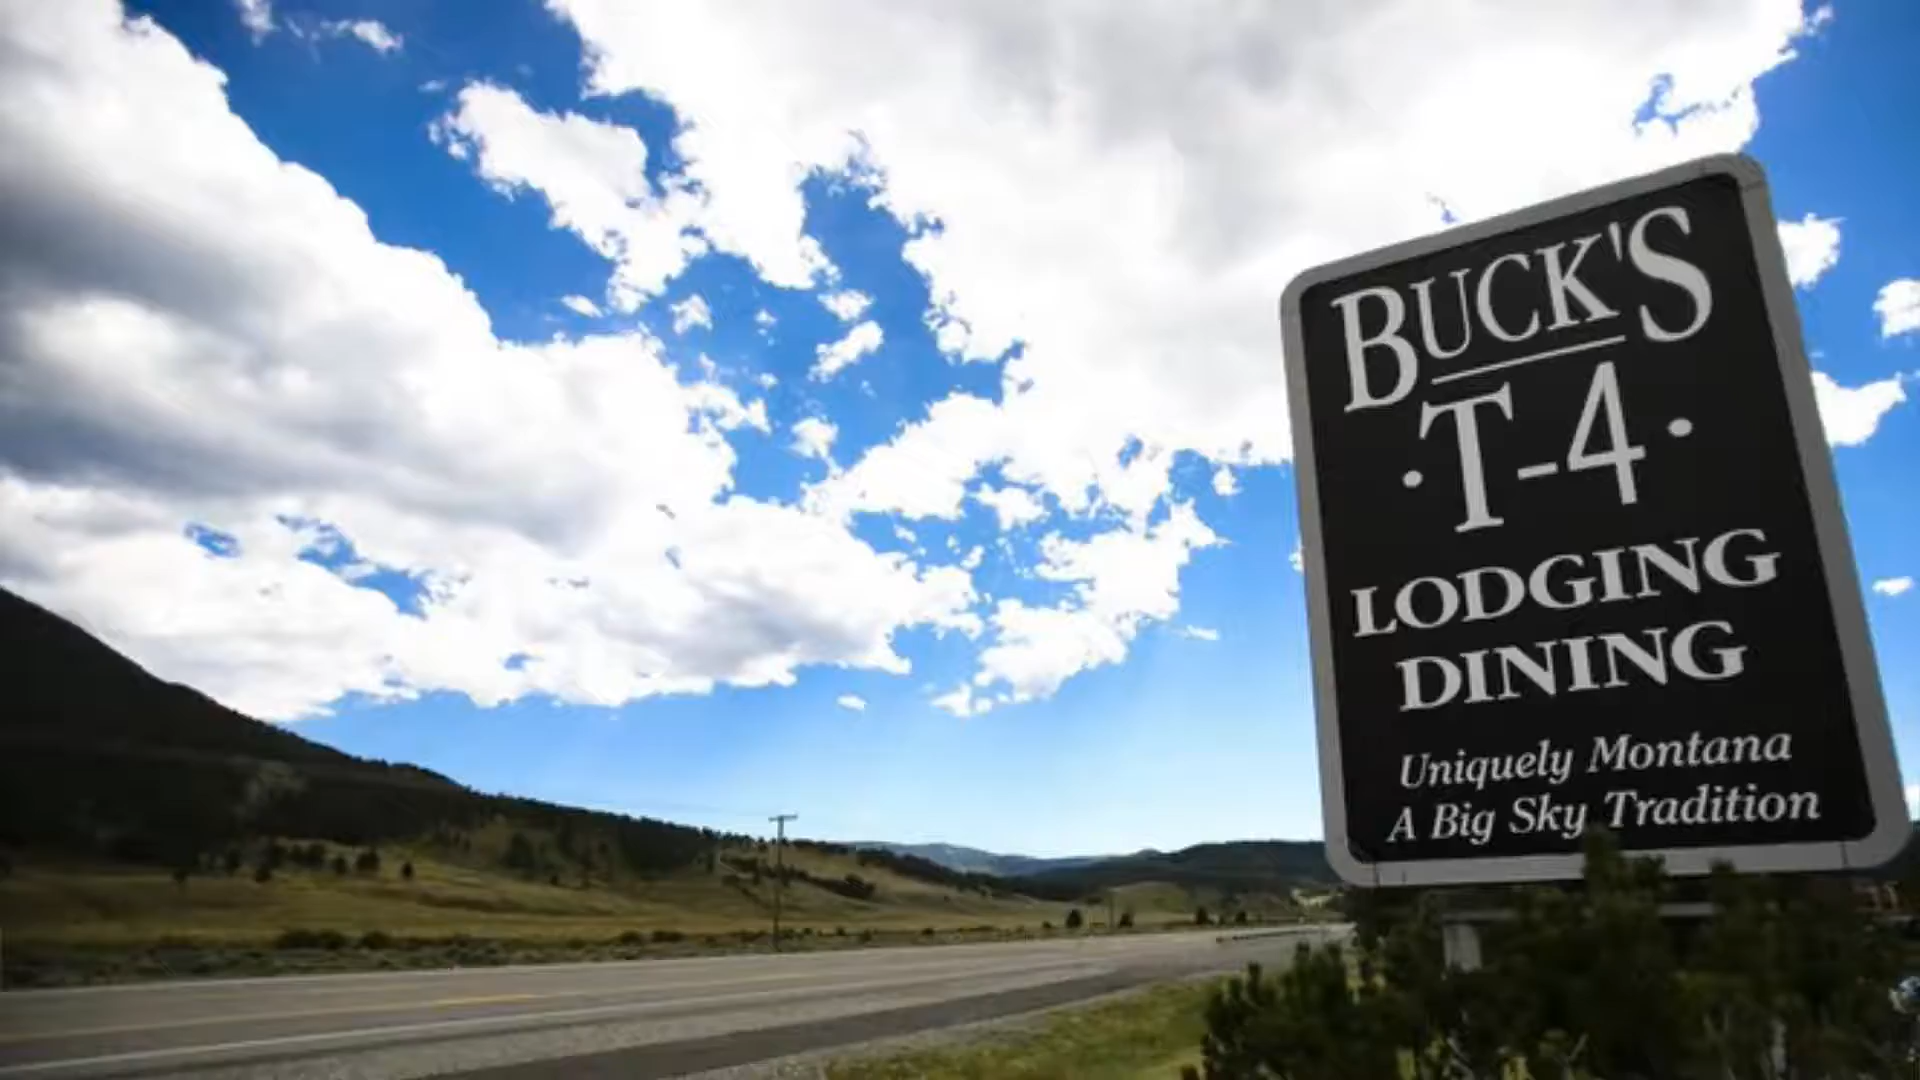 BUCK'S
·T-4·
LODGING
DINING
Uniquely Montana
A Big Sky Tradition